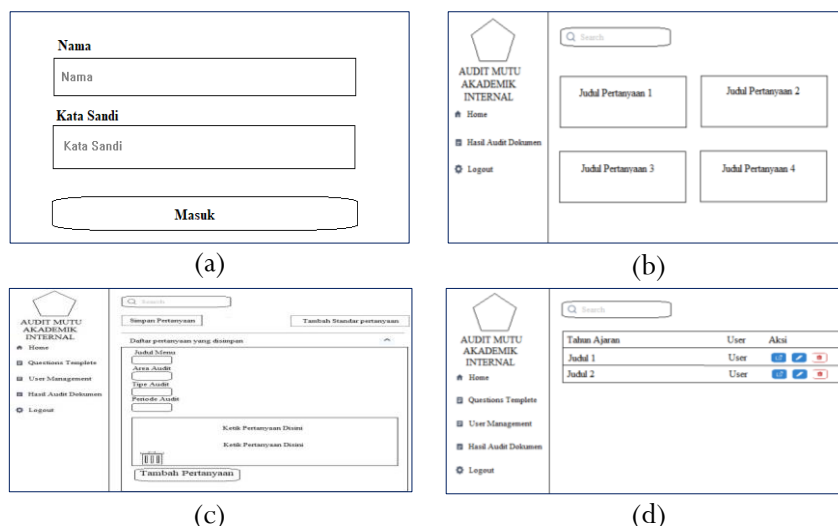 Nama
Nama
Kata Sandi
Kata Sandi
Masuk
(a)
Search
AUDIT MUTU
AKADEMIK
INTERNAL
Home
Hasil Audit Dokumen
Logout
Judul Pertanyaan 1
Judul Pertanyaan 2
Judul Pertanyaan 3
Judul Pertanyaan 4
(b)
AUDIT MUTU
AKADEMIK
INTERNAL
Home
Questions Templete
User Management
Hasil Audit Dokumen
Logout
Search
Simpan Pertanyaan
Tambah Standar pertanyaan
Daftar pertanyaan yang disimpan
Judul Menu
Area Audit
Tipe Audit
Periode Audit
Ketik Pertanyaan Disini
Ketik Pertanyaan Disini
Tambah Pertanyaan
(c)
AUDIT MUTU
AKADEMIK
INTERNAL
Home
Questions Templete
User Management
Hasil Audit Dokumen
Logout
Search
Tahun Ajaran User Aksi
Judul 1 User
Judul 2 User
(d)